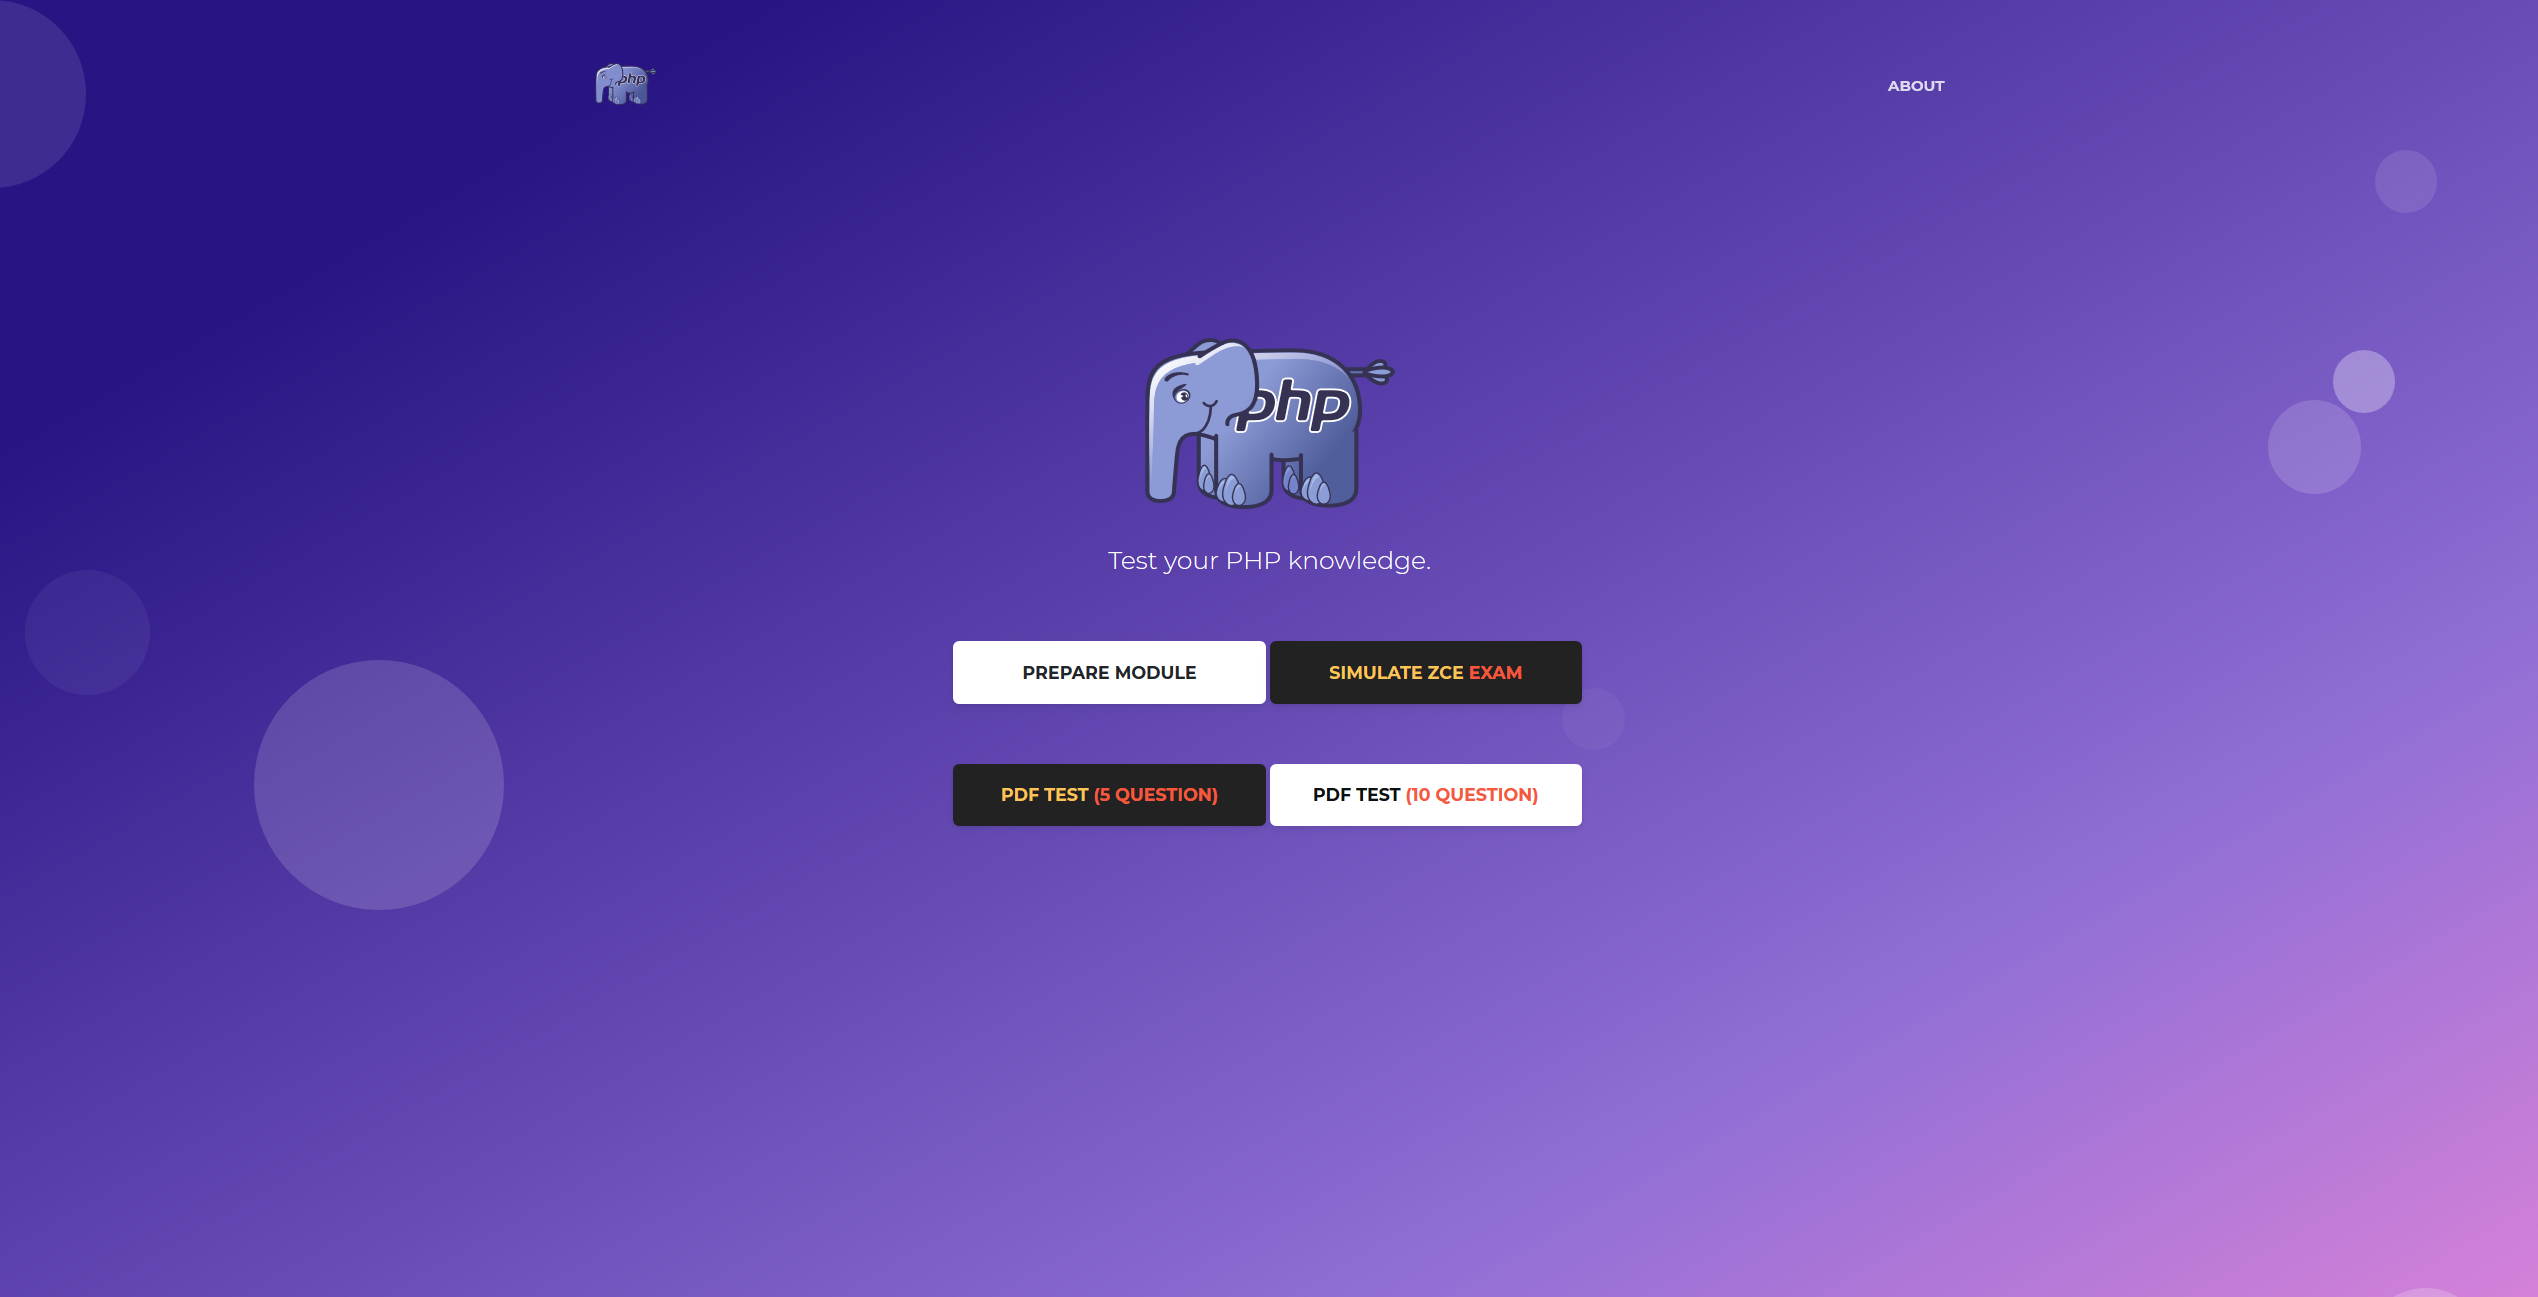 php
ABOUT
php
Test your PHP knowledge.
PREPARE MODULE
SIMULATE ZCE EXAM
PDF TEST (5 QUESTION)
PDF TEST (10 QUESTION)